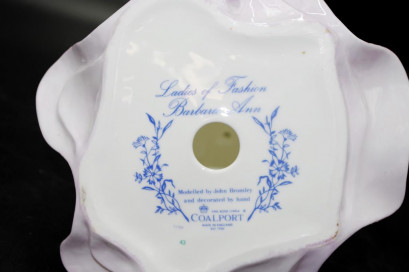 Ladies of Fashion
Barbara Ann
Modelled by John Bromley
and decorated by hand
COALPORT
MADE IN ENGLAND